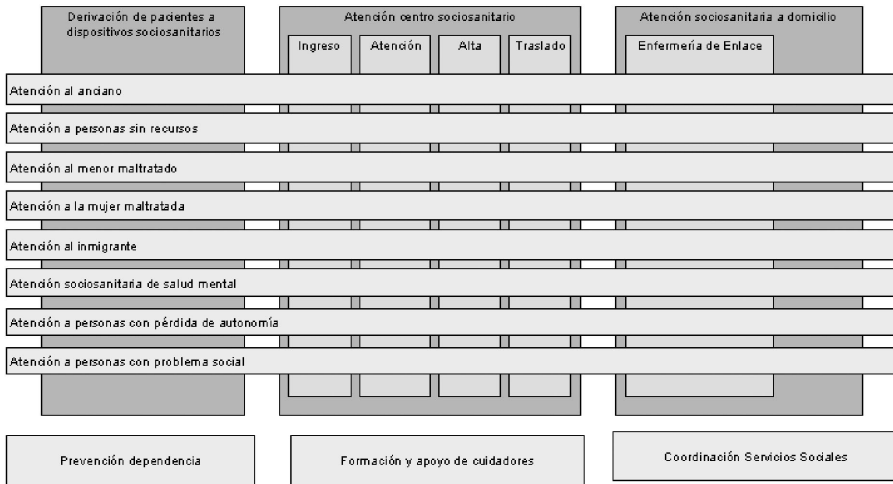 Derivación de pacientes a
dispositivos sociosanitarios
Atención centro sociosanitario
Atención sociosanitaria a domicilio
Ingreso
Atención
Alta
Traslado
Enfermería de Enlace
Atención al anciano
Atención a personas sin recursos
Atención al menor maltratado
Atención a la mujer maltratada
Atención al inmigrante
Atención sociosanitaria de salud mental
Atención a personas con pérdida de autonomía
Atención a personas con problema social
Prevención dependencia
Formación y apoyo de cuidadores
Coordinación Servicios Sociales